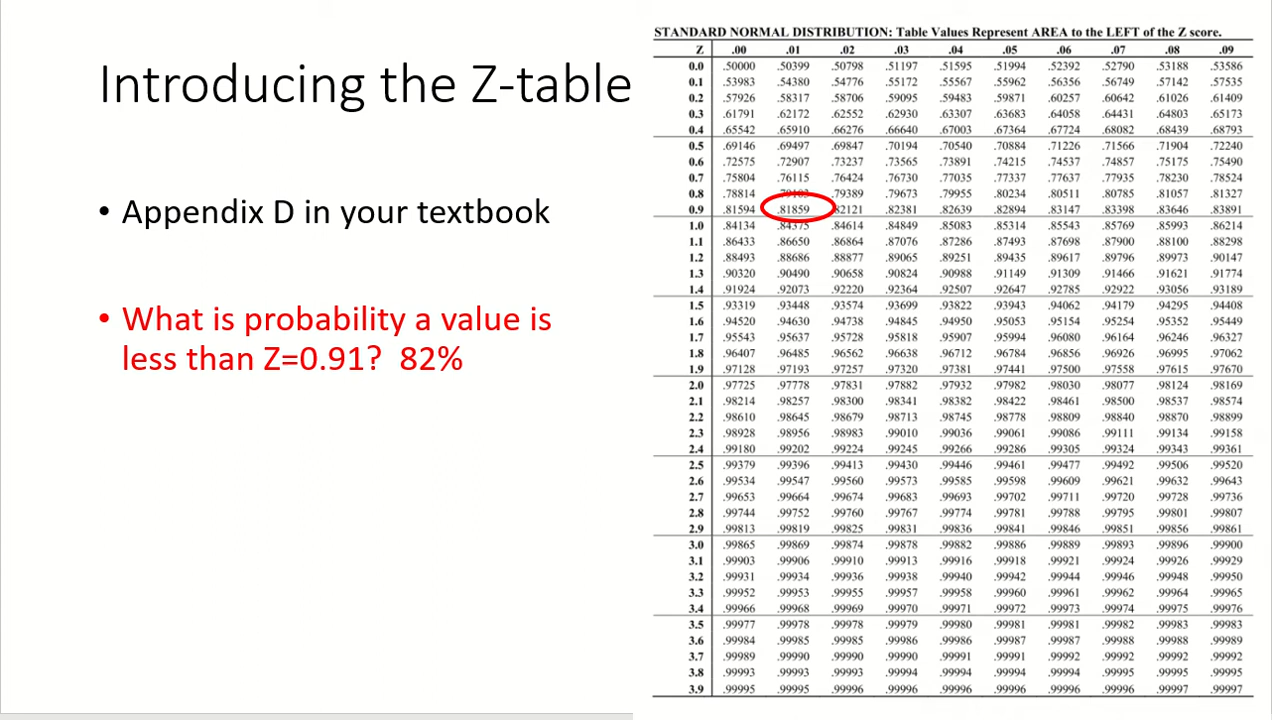 Introducing the Z-table
• Appendix D in your textbook
• What is probability a value is
less than Z=0.91? 82%
STANDARD NORMAL DISTRIBUTION: Table Values Represent AREA to the LEFT of the Z score.
Z .00 .01 .02 .03 .04 .05 .06 .07 .08 .09
0.0 .50000 .50399 .50798 .51197 .51595 .51994 .52392 .52790 .53188 .53586
0.1 .53983 .54380 .54776 .55172 .55567 .55962 .56356 .56749 .57142 .57535
0.2 .57926 .58317 .58706 .59095 .59483 .59871 .60257 .60642 .61026 .61409
0.3 .61791 .62172 .62552 .62930 .63307 .63683 .64058 .64431 .64803 .65173
0.4 .65542 .65910 .66276 .66640 .67003 .67364 .67724 .68082 .68439 .68793
0.5 .69146 .69497 .69847 .70194 .70540 .70884 .71226 .71566 .71904 .72240
0.6 .72575 .72907 .73237 .73565 .73891 .74215 .74537 .74857 .75175 .75490
0.7 .75804 .76115 .76424 .76730 .77035 .77337 .77637 .77935 .78230 .78524
0.8 .78814 .79389 .79673 .79955 .80234 .80511 .80785 .81057 .81327
0.9 .81594 .81859 .82121 .82381 .82639 .82894 .83147 .83398 .83646 .83891
1.0 .84134 .84375 .84614 .84849 .85083 .85314 .85543 .85769 .85993 .86214
1.1 .86433 .86650 .86864 .87076 .87286 .87493 .87698 .87900 .88100 .88298
1.2 .88493 .88686 .88877 .89065 .89251 .89435 .89617 .89796 .89973 .90147
1.3 .90320 .90490 .90658 .90824 .90988 .91149 .91309 .91466 .91621 .91774
1.4 .91924 .92073 .92220 .92364 .92507 .92647 .92785 .92922 .93056 .93189
1.5 .93319 .93448 .93574 .93699 .93822 .93943 .94062 .94179 .94295 .94408
1.6 .94520 .94630 .94738 .94845 .94950 .95053 .95154 .95254 .95352 .95449
1.7 .95543 .95637 .95728 .95818 .95907 .95994 .96080 .96164 .96246 .96327
1.8 .96407 .96485 .96562 .96638 .96712 .96784 .96856 .96926 .96995 .97062
1.9 .97128 .97193 .97257 .97320 .97381 .97441 .97500 .97558 .97615 .97670
2.0 .97725 .97778 .97831 .97882 .97932 .97982 .98030 .98077 .98124 .98169
2.1 .98214 .98257 .98300 .98341 .98382 .98422 .98461 .98500 .98537 .98574
2.2 .98610 .98645 .98679 .98713 .98745 .98778 .98809 .98840 .98870 .98899
2.3 .98928 .98956 .98983 .99010 .99036 .99061 .99086 .99111 .99134 .99158
2.4 .99180 .99202 .99224 .99245 .99266 .99286 .99305 .99324 .99343 .99361
2.5 .99379 .99396 .99413 .99430 .99446 .99461 .99477 .99492 .99506 .99520
2.6 .99534 .99547 .99560 .99573 .99585 .99598 .99609 .99621 .99632 .99643
2.7 .99653 .99664 .99674 .99683 .99693 .99702 .99711 .99720 .99728 .99736
2.8 .99744 .99752 .99760 .99767 .99774 .99781 .99788 .99795 .99801 .99807
2.9 .99813 .99819 .99825 .99831 .99836 .99841 .99846 .99851 .99856 .99861
3.0 .99865 .99869 .99874 .99878 .99882 .99886 .99889 .99893 .99896 .99900
3.1 .99903 .99906 .99910 .99913 .99916 .99918 .99921 .99924 .99926 .99929
3.2 .99931 .99934 .99936 .99938 .99940 .99942 .99944 .99946 .99948 .99950
3.3 .99952 .99953 .99955 .99957 .99958 .99960 .99961 .99962 .99964 .99965
3.4 .99966 .99968 .99969 .99970 .99971 .99972 .99973 .99974 .99975 .99976
3.5 .99977 .99978 .99978 .99979 .99980 .99981 .99981 .99982 .99983 .99983
3.6 .99984 .99985 .99985 .99986 .99986 .99987 .99987 .99988 .99988 .99989
3.7 .99989 .99990 .99990 .99990 .99991 .99991 .99992 .99992 .99992 .99992
3.8 .99993 .99993 .99993 .99994 .99994 .99994 .99994 .99995 .99995 .99995
3.9 .99995 .99995 .99996 .99996 .99996 .99996 .99996 .99996 .99997 .99997